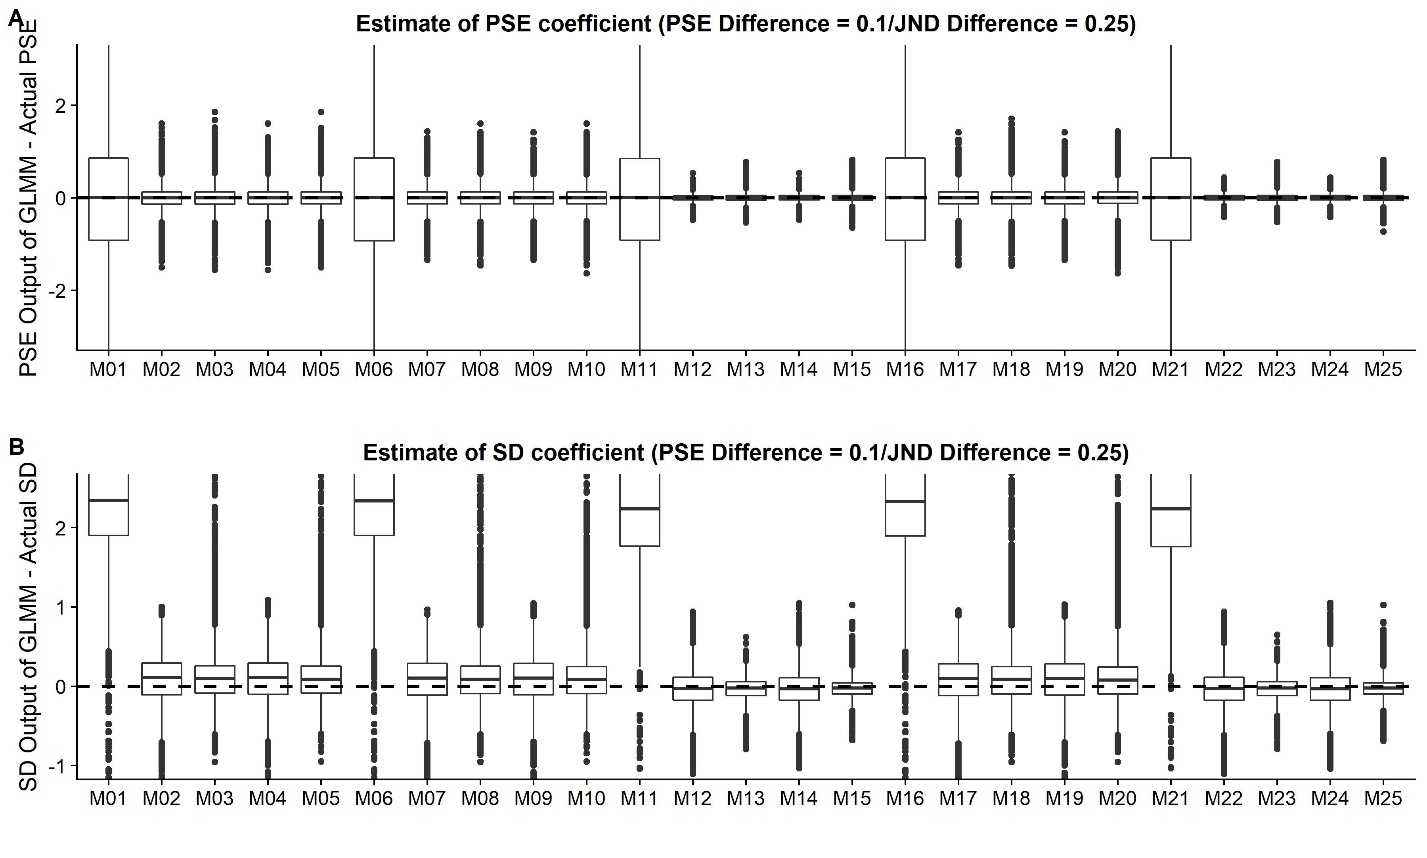 A
Estimate of PSE coefficient (PSE Difference = 0.1/JND Difference = 0.25)
PSE Output of GLMM - Actual PSE
2
0
-2
M01 M02 M03 M04 M05 M06 M07 M08 M09 M10 M11 M12 M13 M14 M15 M16 M17 M18 M19 M20 M21 M22 M23 M24 M25
B
Estimate of SD coefficient (PSE Difference = 0.1/JND Difference = 0.25)
SD Output of GLMM - Actual SD
2
1
0
-1
M01 M02 M03 M04 M05 M06 M07 M08 M09 M10 M11 M12 M13 M14 M15 M16 M17 M18 M19 M20 M21 M22 M23 M24 M25